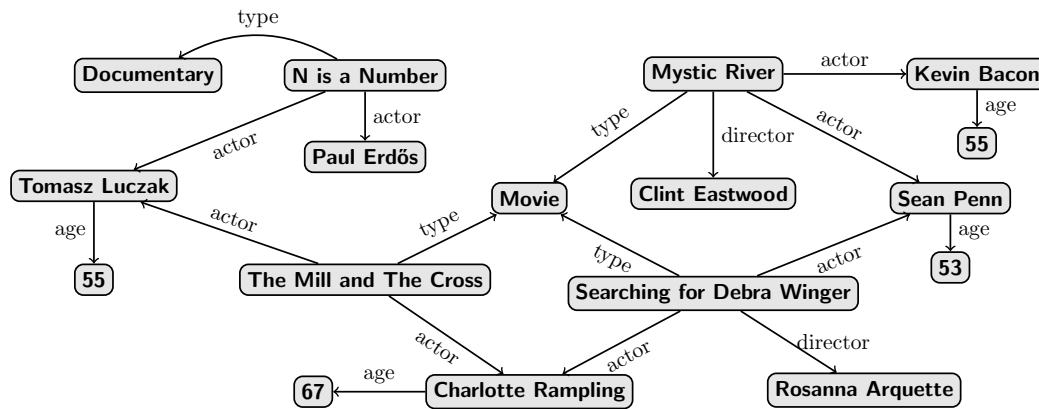 type
Documentary
N is a Number
Mystic River
actor
Kevin Bacon
actor
actor
type
director
actor
age
55
Paul Erdős
Tomasz Luczak
Movie
Clint Eastwood
Sean Penn
age
actor
type
type
actor
age
55
The Mill and The Cross
Searching for Debra Winger
53
actor
actor
director
67
age
Charlotte Rampling
Rosanna Arquette